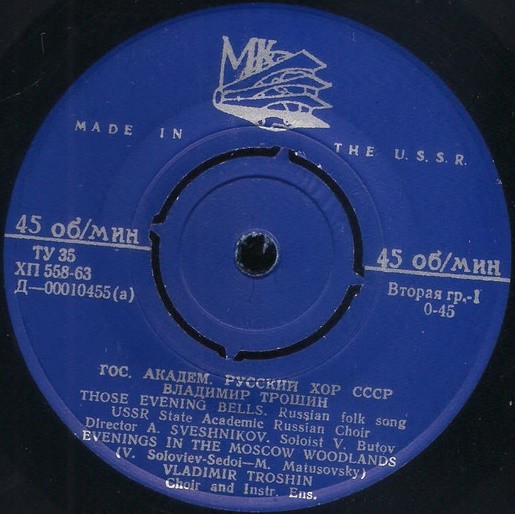 МК
MADE IN THE U.S.S.R.
45 об/мин
ТУ 35
ХП 558-63
Д—00010455(а)
45 об/мин
Вторая гр.-1
0-45
ГОС. АКАДЕМ. РУССКИЙ ХОР СССР
ВЛАДИМИР ТРОШИН
THOSE EVENING BELLS. Russian folk song
USSR State Academic Russian Choir
Director A. SVESHNIKOV. Soloist V. Butov
EVENINGS IN THE MOSCOW WOODLANDS
(V. Soloviev-Sedoi—M. Matusovsky)
VLADIMIR TROSHIN
Choir and Instr. Ens.